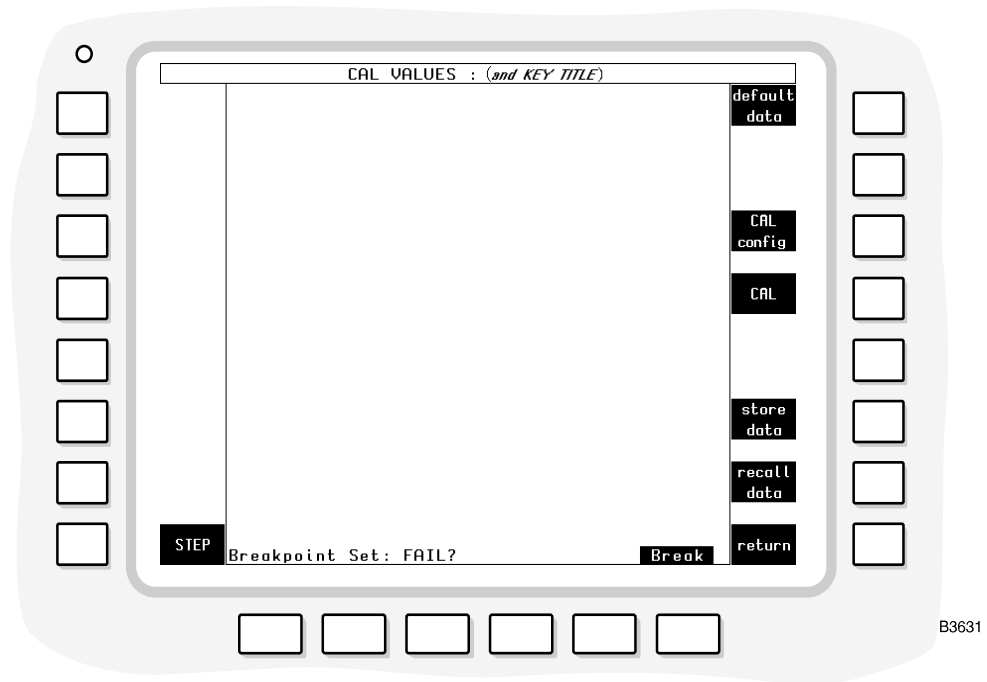 CAL VALUES : (and KEY TITLE)
default
data
CAL
config
CAL
store
data
recall
data
STEP
Breakpoint Set: FAIL?
Break
return
B3631